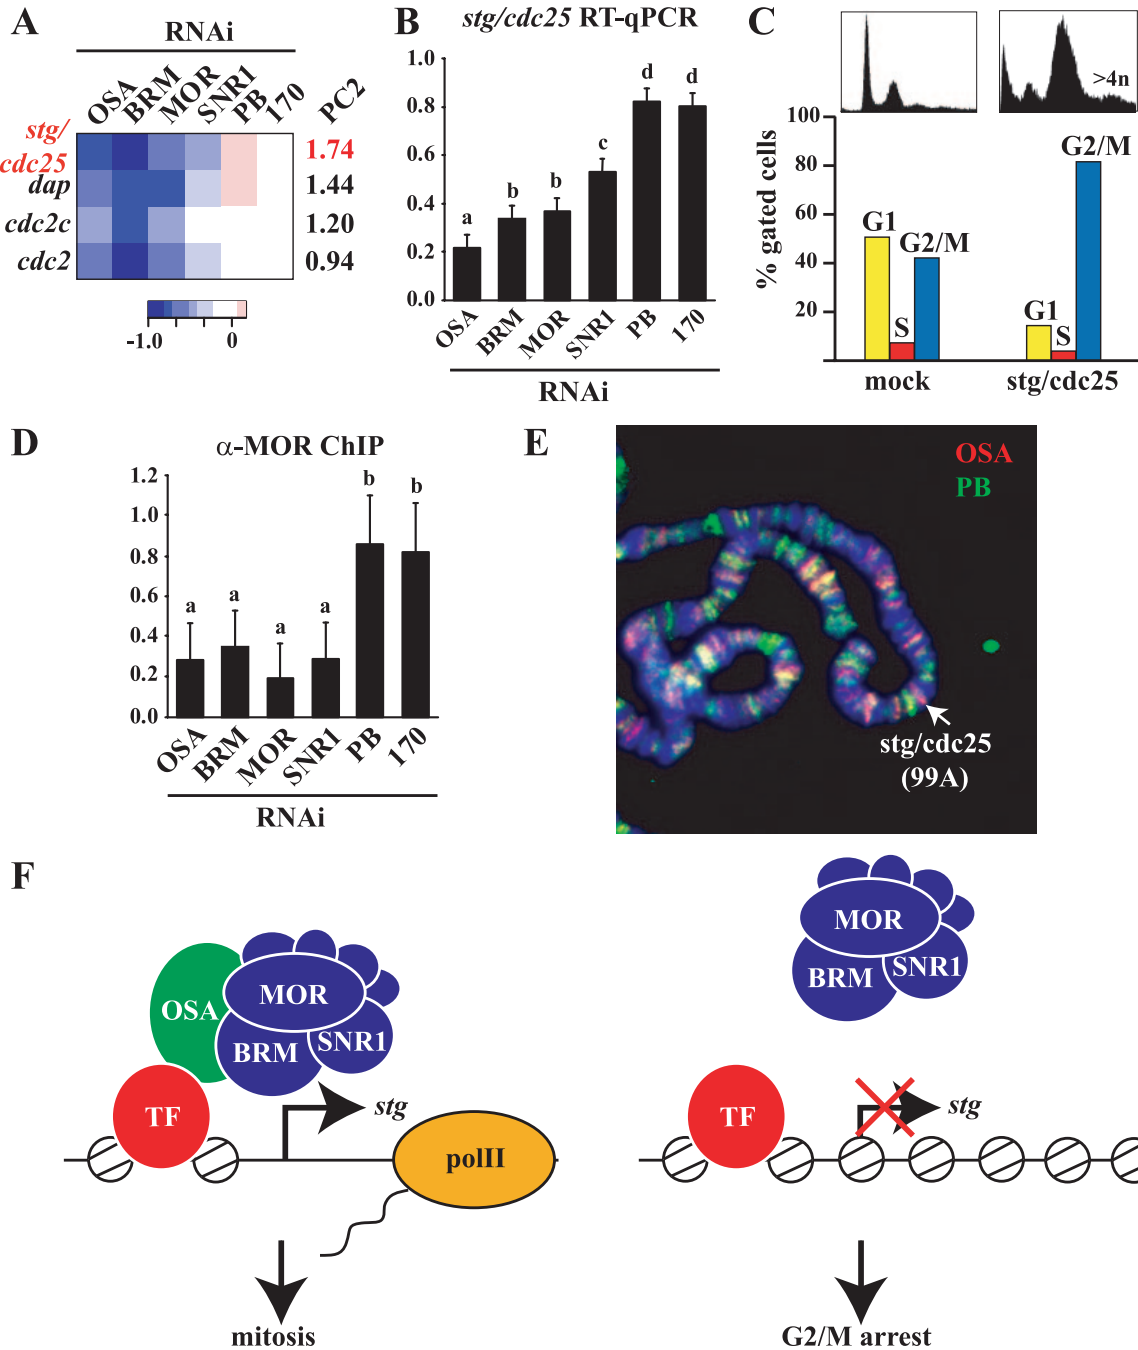 A
RNAi
OSA
BRM
MOR
SNR1
PB
170
PC2
stg/
cdc25
1.74
dap
1.44
cdc2c
1.20
cdc2
0.94
-1.0 0
B
stg/cdc25 RT-qPCR
1.0
0.8
0.6
0.4
0.2
0.0
a
b
b
c
d
d
OSA
BRM
MOR
SNR1
PB
170
RNAi
C
>4n
% gated cells
100
80
60
40
20
G1
S
G2/M
G1
S
G2/M
mock
stg/cdc25
D
α-MOR ChIP
1.2
1.0
0.8
0.6
0.4
0.2
0.0
a
a
a
a
b
b
OSA
BRM
MOR
SNR1
PB
170
RNAi
E
OSA
PB
stg/cdc25
(99A)
F
OSA
MOR
BRM
SNR1
TF
stg
polII
mitosis
MOR
BRM
SNR1
TF
stg
G2/M arrest